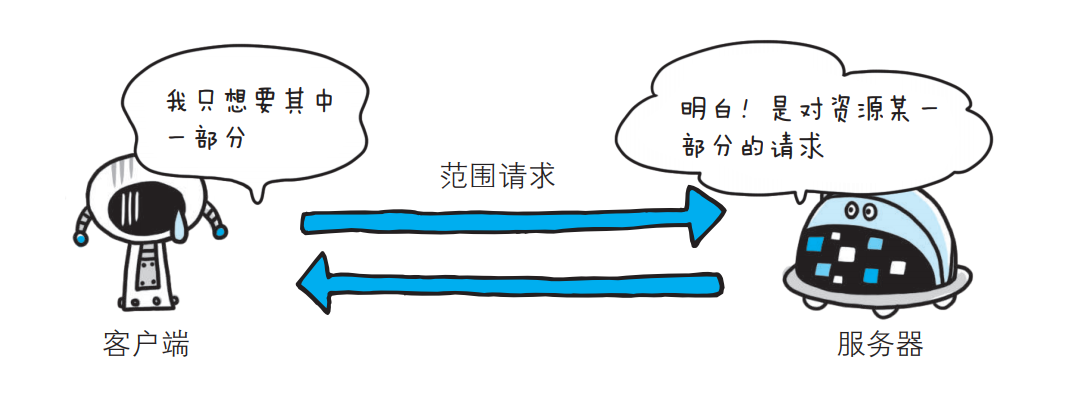 我只想要其中
一部分
明白！是对资源某一
部分的请求
范围请求
客户端
服务器